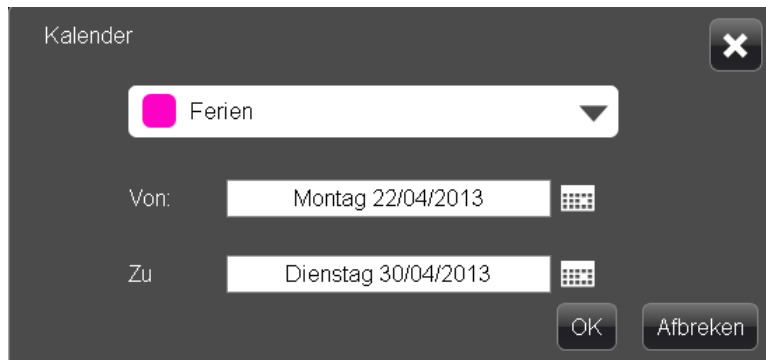 Kalender
Ferien
Von: Montag 22/04/2013
Zu Dienstag 30/04/2013
OK Afbreken